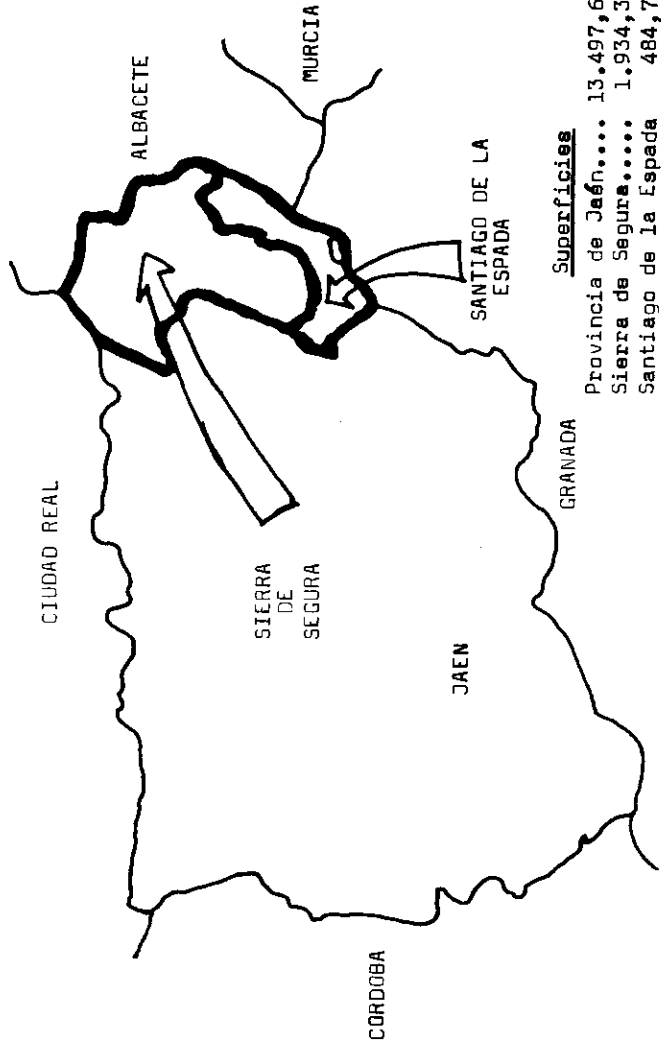 CIUDAD REAL
ALBACETE
MURCIA
SIERRA
DE
SEGURA
SANTIAGO DE LA
ESPADA
JAEN
CORDOBA
GRANADA
Superficies
Provincia de Jaén.... 13.497,6
Sierra de Segura..... 1.934,3
Santiago de la Espada 484,7